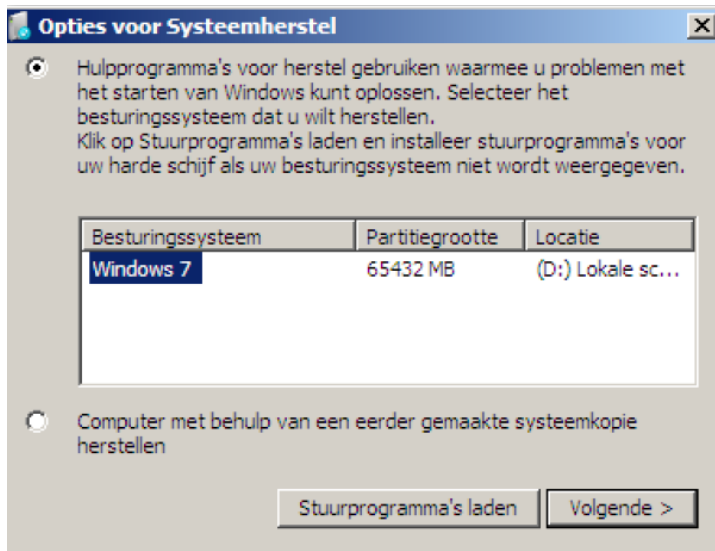 Opties voor Systeemherstel
Hulpprogramma's voor herstel gebruiken waarmee u problemen met
het starten van Windows kunt oplossen. Selecteer het
besturingssysteem dat u wilt herstellen.
Klik op Stuurprogramma's laden en installeer stuurprogramma's voor
uw harde schijf als uw besturingssysteem niet wordt weergegeven.
Besturingssysteem Partitiegrootte Locatie
Windows 7 65432 MB (D:) Lokale sc...
Computer met behulp van een eerder gemaakte systeemkopie
herstellen
Stuurprogramma's laden Volgende >